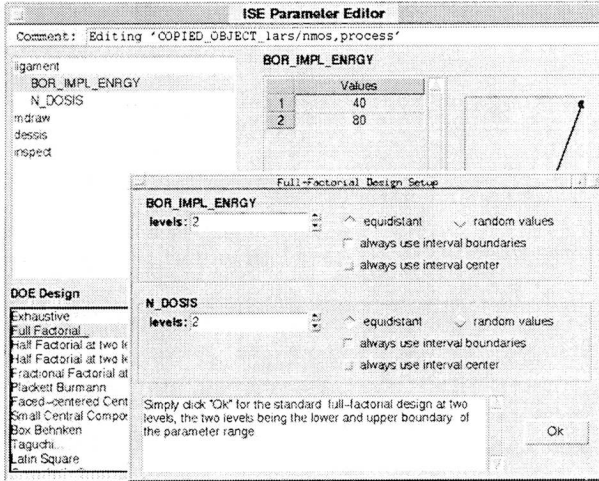 ISE Parameter Editor
Comment: Editing 'COPIED_OBJECT_lars/nmos,process'
ligament
BOR_IMPL_ENRGY
N_DOSIS
mdraw
dessis
inspect
BOR_IMPL_ENRGY
Values
1 40
2 80
Full-Factorial Design Setup
BOR_IMPL_ENRGY
levels: 2
equidistant random values
always use interval boundaries
always use interval center
N_DOSIS
levels: 2
equidistant random values
always use interval boundaries
always use interval center
Simply click "Ok" for the standard full-factorial design at two
levels, the two levels being the lower and upper boundary of
the parameter range
Ok
DOE Design
Exhaustive
Full Factorial
Half Factorial at two le
Half Factorial at two le
Fractional Factorial at
Plackett Burmann
Faced-centered Cent
Small Central Compos
Box Behnken
Taguchi...
Latin Square